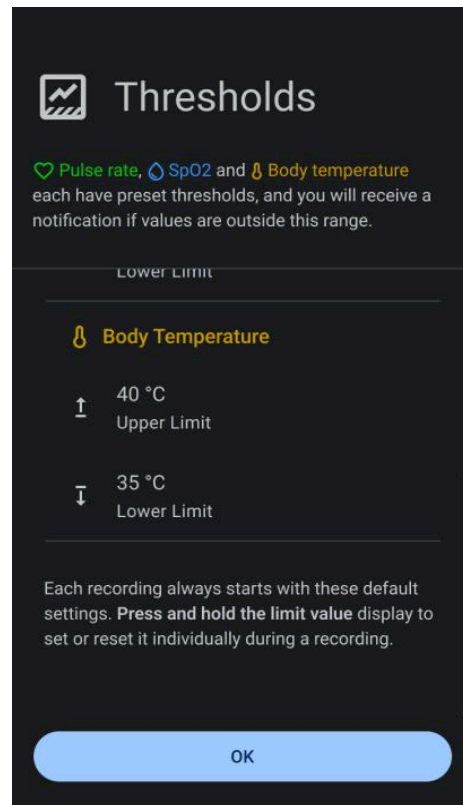 Thresholds
Pulse rate, SpO2 and Body temperature
each have preset thresholds, and you will receive a
notification if values are outside this range.
Lower Limit
Body Temperature
40 °C
Upper Limit
35 °C
Lower Limit
Each recording always starts with these default
settings. Press and hold the limit value display to
set or reset it individually during a recording.
OK